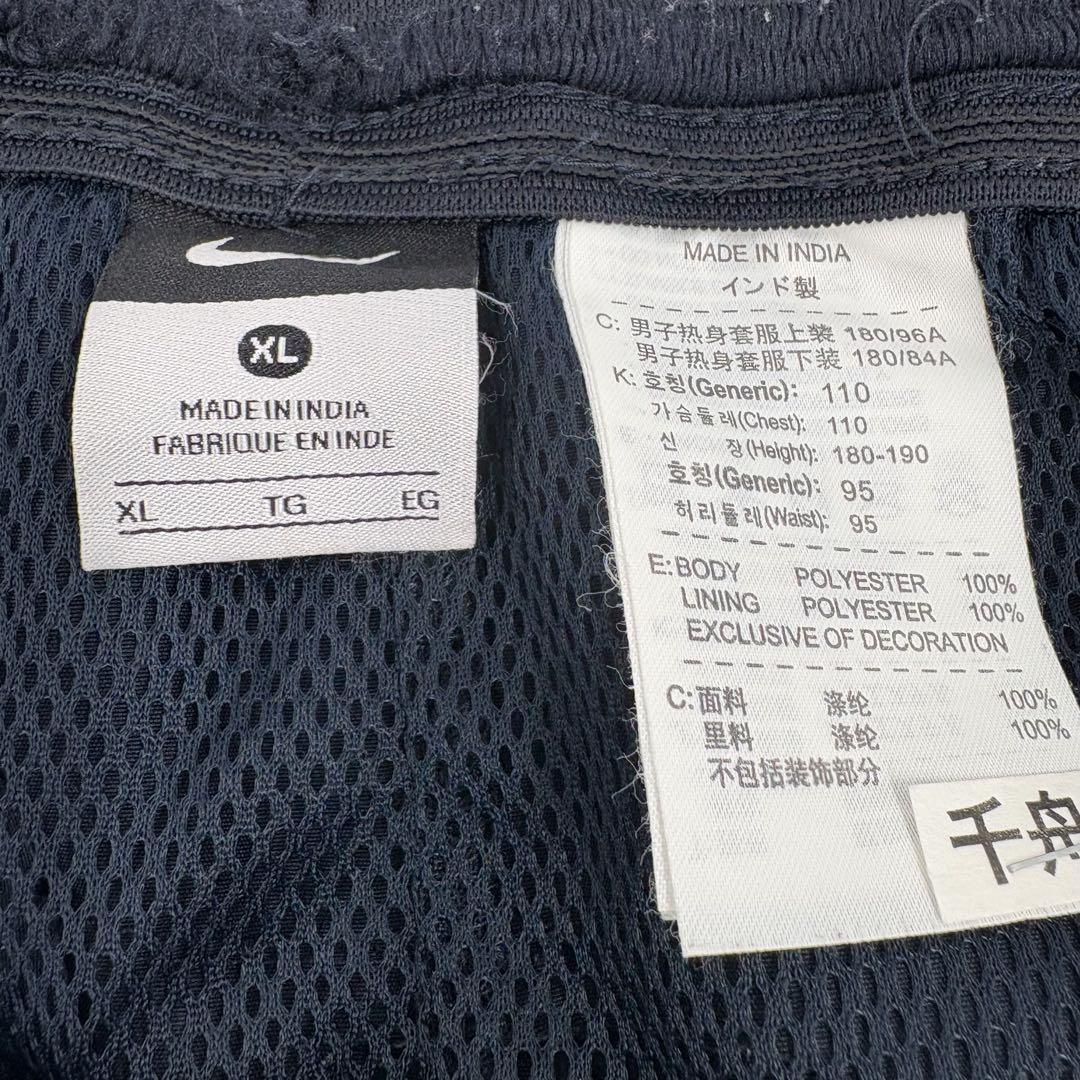 XL
MADE IN INDIA
FABRIQUE EN INDE
XL TG EG
MADE IN INDIA
インド製
C: 男子热身套服上装 180/96A
男子热身套服下装 180/84A
K: 호칭(Generic): 110
가슴둘레(Chest): 110
신 장(Height): 180-190
호칭(Generic): 95
허리둘레(Waist): 95
E: BODY POLYESTER 100%
LINING POLYESTER 100%
EXCLUSIVE OF DECORATION
C: 面料 涤纶 100%
里料 涤纶 100%
不包括装饰部分
千舟